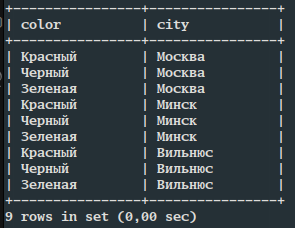 +-----------------+-----------------+
| color           | city            |
+-----------------+-----------------+
| Красный         | Москва          |
| Черный          | Москва          |
| Зеленая         | Москва          |
| Красный         | Минск           |
| Черный          | Минск           |
| Зеленая         | Минск           |
| Красный         | Вильнюс         |
| Черный          | Вильнюс         |
| Зеленая         | Вильнюс         |
+-----------------+-----------------+
9 rows in set (0,00 sec)